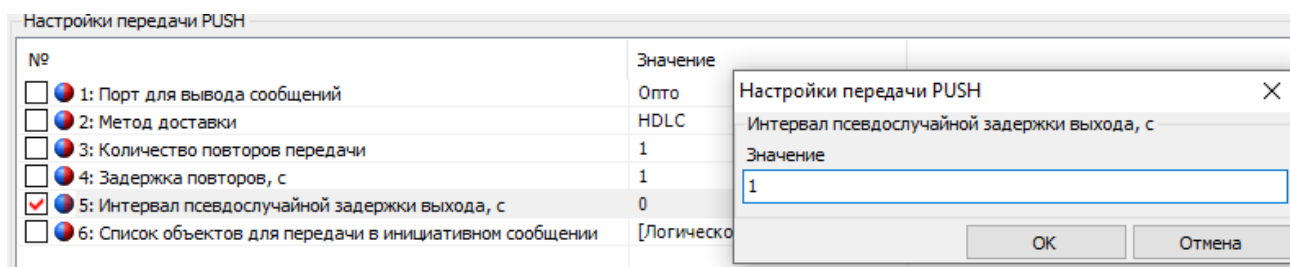 Настройки передачи PUSH
№ Значение
1: Порт для вывода сообщений Опто
2: Метод доставки HDLC
3: Количество повторов передачи 1
4: Задержка повторов, с 1
5: Интервал псевдослучайной задержки выхода, с 0
6: Список объектов для передачи в инициативном сообщении [Логическо
Настройки передачи PUSH
Интервал псевдослучайной задержки выхода, с
Значение
1
OK Отмена